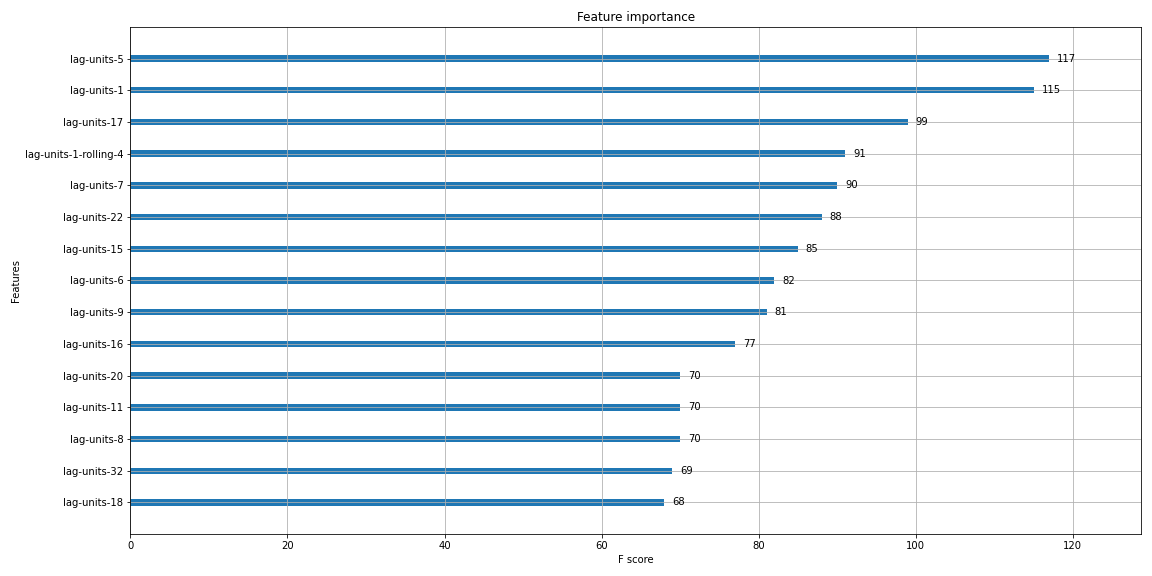 Feature importance
Features
lag-units-5 117
lag-units-1 115
lag-units-17 99
lag-units-1-rolling-4 91
lag-units-7 90
lag-units-22 88
lag-units-15 85
lag-units-6 82
lag-units-9 81
lag-units-16 77
lag-units-20 70
lag-units-11 70
lag-units-8 70
lag-units-32 69
lag-units-18 68
0 20 40 60 80 100 120
F score